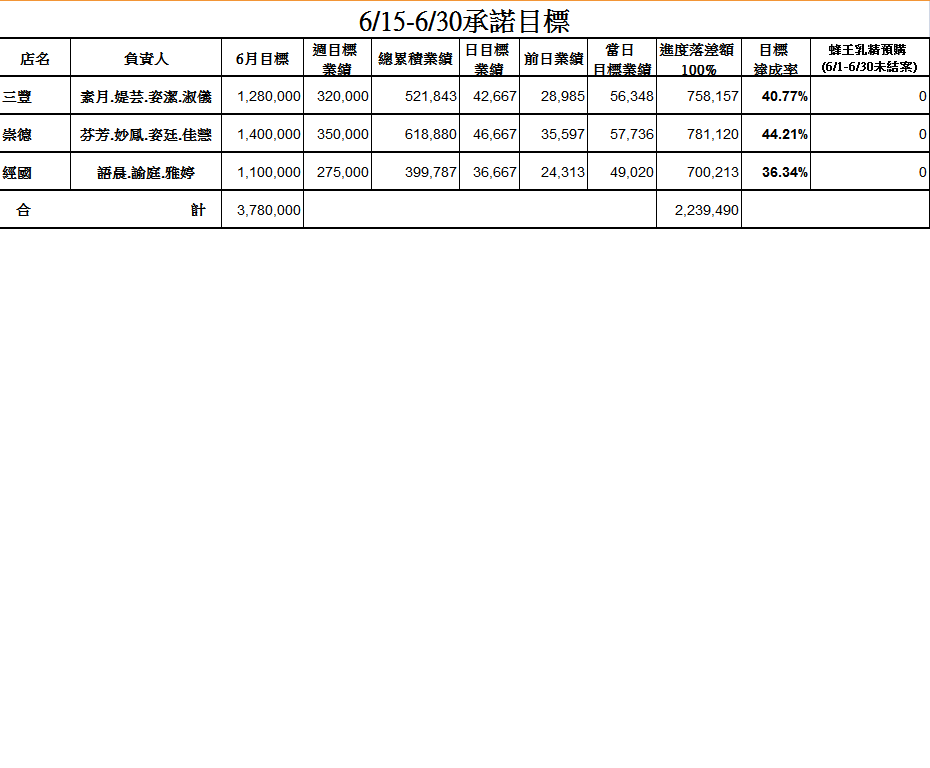 6/15-6/30承諾目標
店名 負責人 6月目標 週目標業績 總累積業績 日目標業績 前日業績 當日目標業績 進度落差額100% 目標達成率 蜂王乳精預購(6/1-6/30未結案)
三豐 素月.媞芸.姿潔.淑儀 1,280,000 320,000 521,843 42,667 28,985 56,348 758,157 40.77% 0
崇德 芬芳.妙鳳.姿廷.佳慧 1,400,000 350,000 618,880 46,667 35,597 57,736 781,120 44.21% 0
經國 語晨.諭庭.雅婷 1,100,000 275,000 399,787 36,667 24,313 49,020 700,213 36.34% 0
合 計 3,780,000 2,239,490